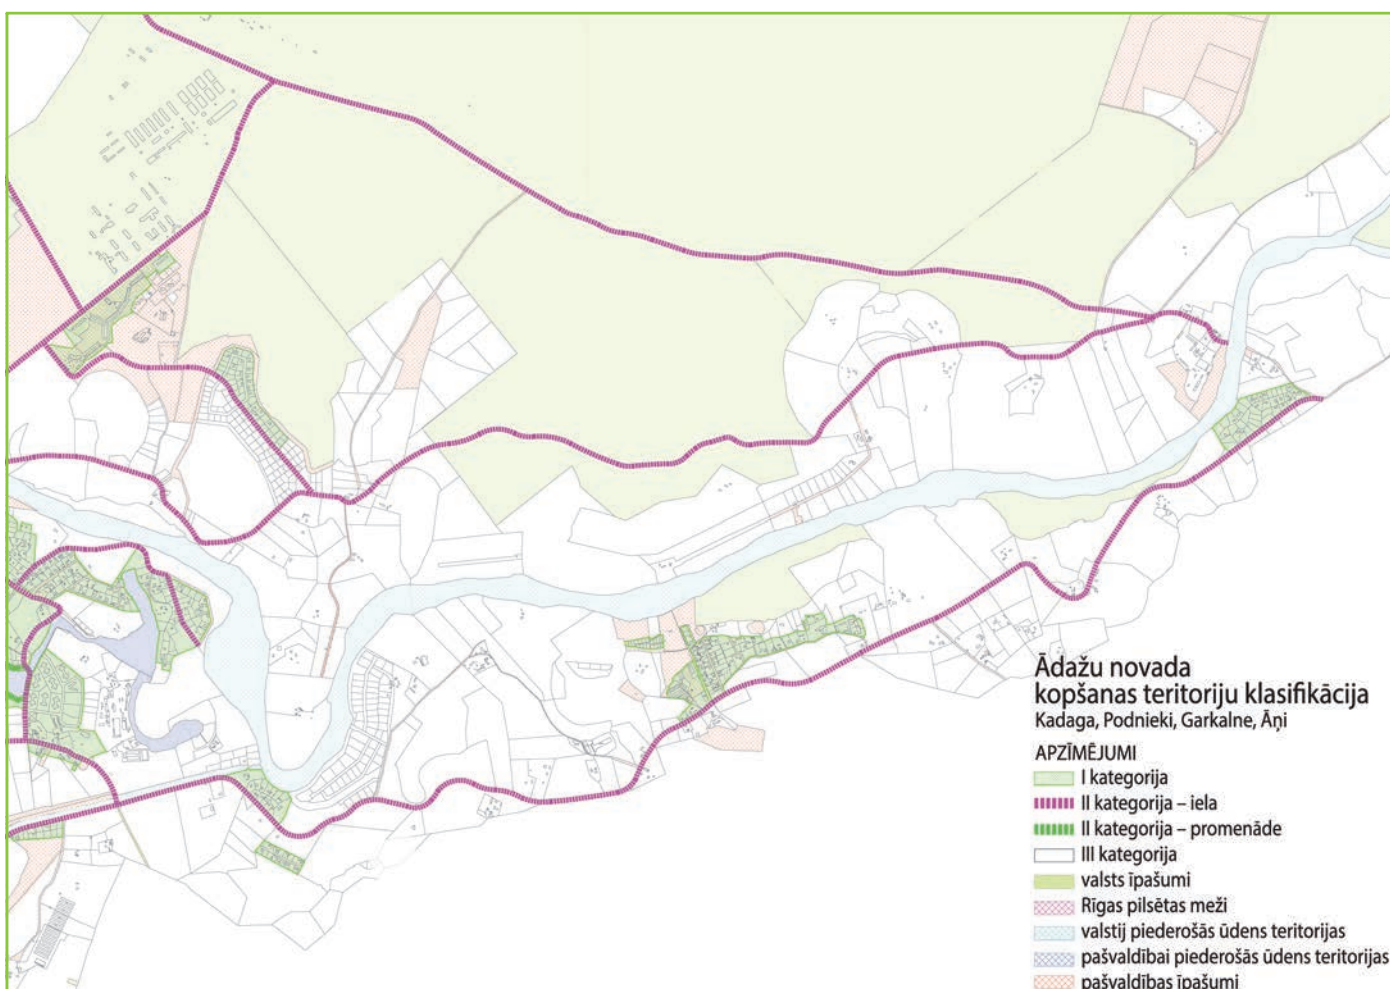 Ādažu novada
kopšanas teritoriju klasifikācija
Kadaga, Podnieki, Garkalne, Āņi
APZĪMĒJUMI
I kategorija
II kategorija – iela
II kategorija – promenāde
III kategorija
valsts īpašumi
Rīgas pilsētas meži
valstij piederošās ūdens teritorijas
pašvaldībai piederošās ūdens teritorijas
pašvaldības īpašumi